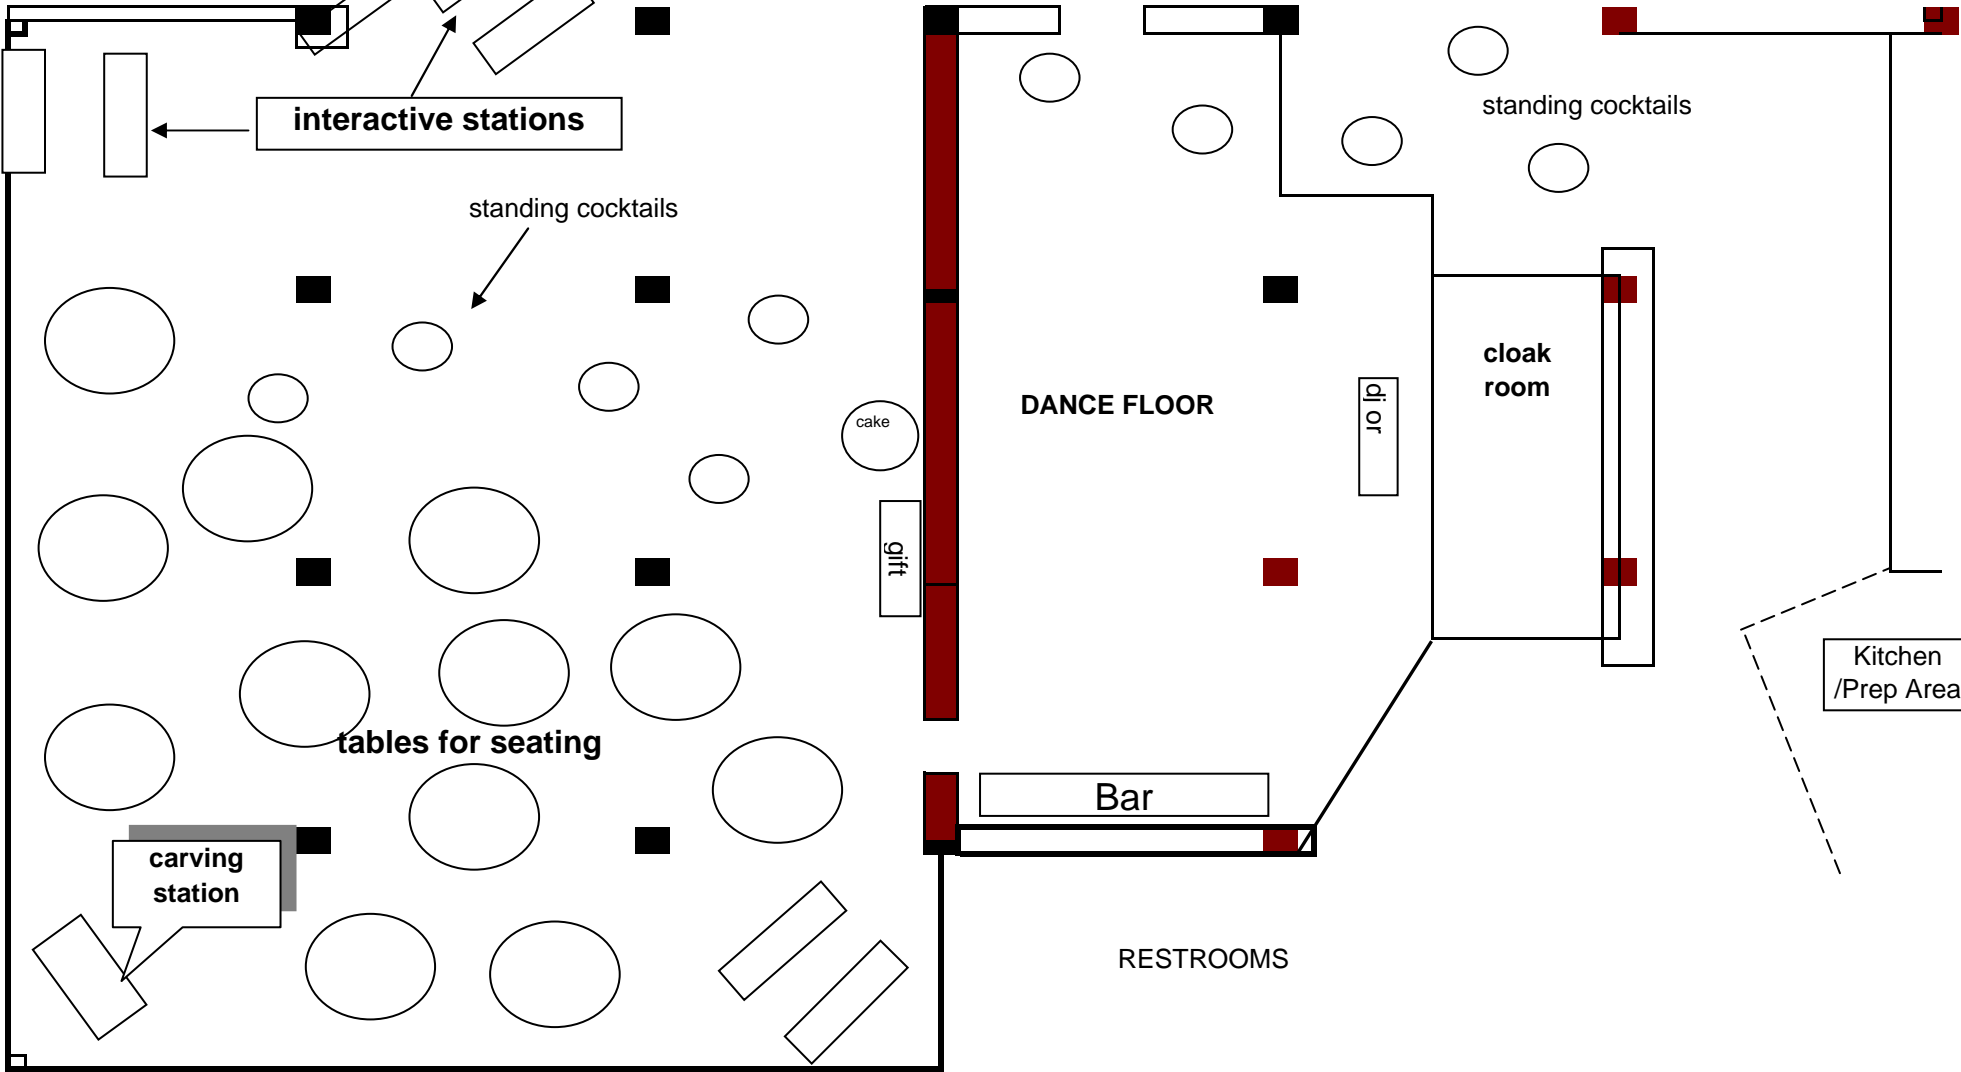 interactive stations
standing cocktails
standing cocktails
cake
DANCE FLOOR
dj or
cloak
room
gift
tables for seating
Bar
Kitchen
/Prep Area
carving
station
RESTROOMS